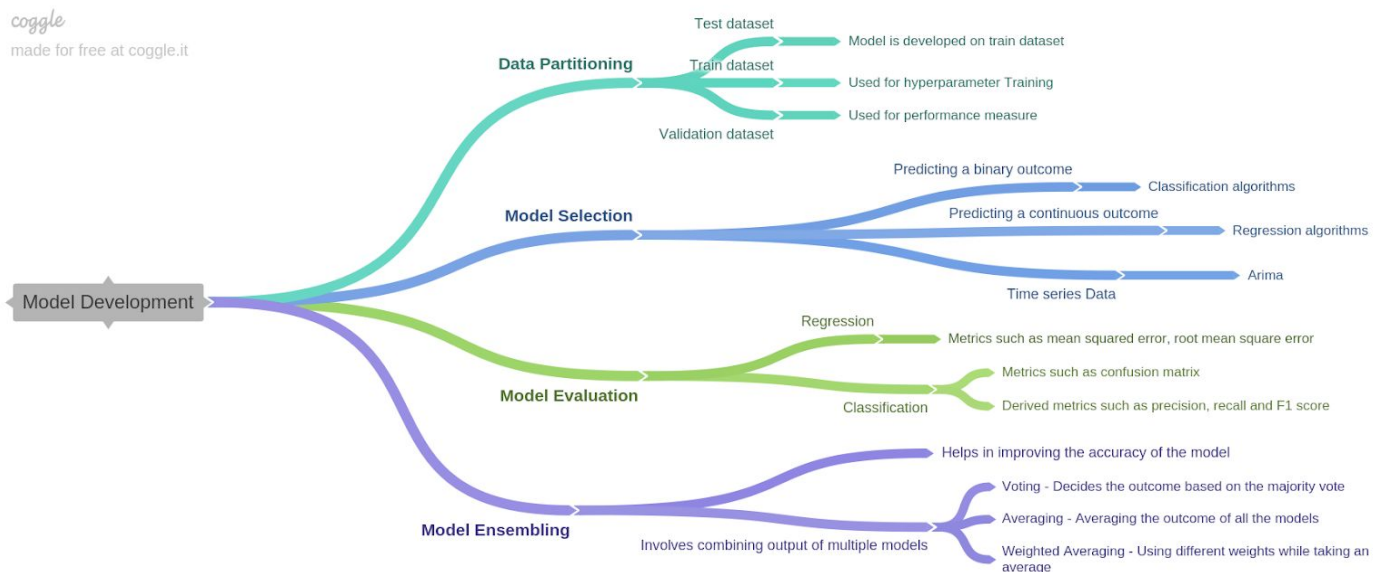 coggle
made for free at coggle.it
Test dataset
Model is developed on train dataset
Data Partitioning
Train dataset
Used for hyperparameter Training
Used for performance measure
Validation dataset
Predicting a binary outcome
Classification algorithms
Model Selection
Predicting a continuous outcome
Regression algorithms
Arima
Time series Data
Model Development
Regression
Metrics such as mean squared error, root mean square error
Model Evaluation
Metrics such as confusion matrix
Classification
Derived metrics such as precision, recall and F1 score
Helps in improving the accuracy of the model
Voting - Decides the outcome based on the majority vote
Model Ensembling
Averaging - Averaging the outcome of all the models
Involves combining output of multiple models
Weighted Averaging - Using different weights while taking an
average